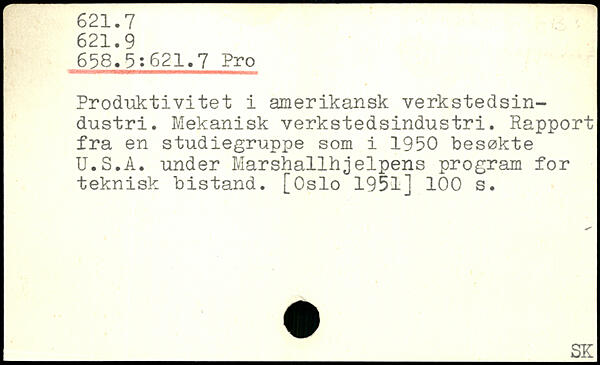 621.7
621.9
658.5:621.7 Pro
Produktivitet i amerikansk verkstedsin-
dustri. Mekanisk verkstedsindustri. Rapport
fra en studiegruppe som i 1950 besøkte
U.S.A. under Marshallhjelpens program for
teknisk bistand. [Oslo 1951] 100 s.
SK